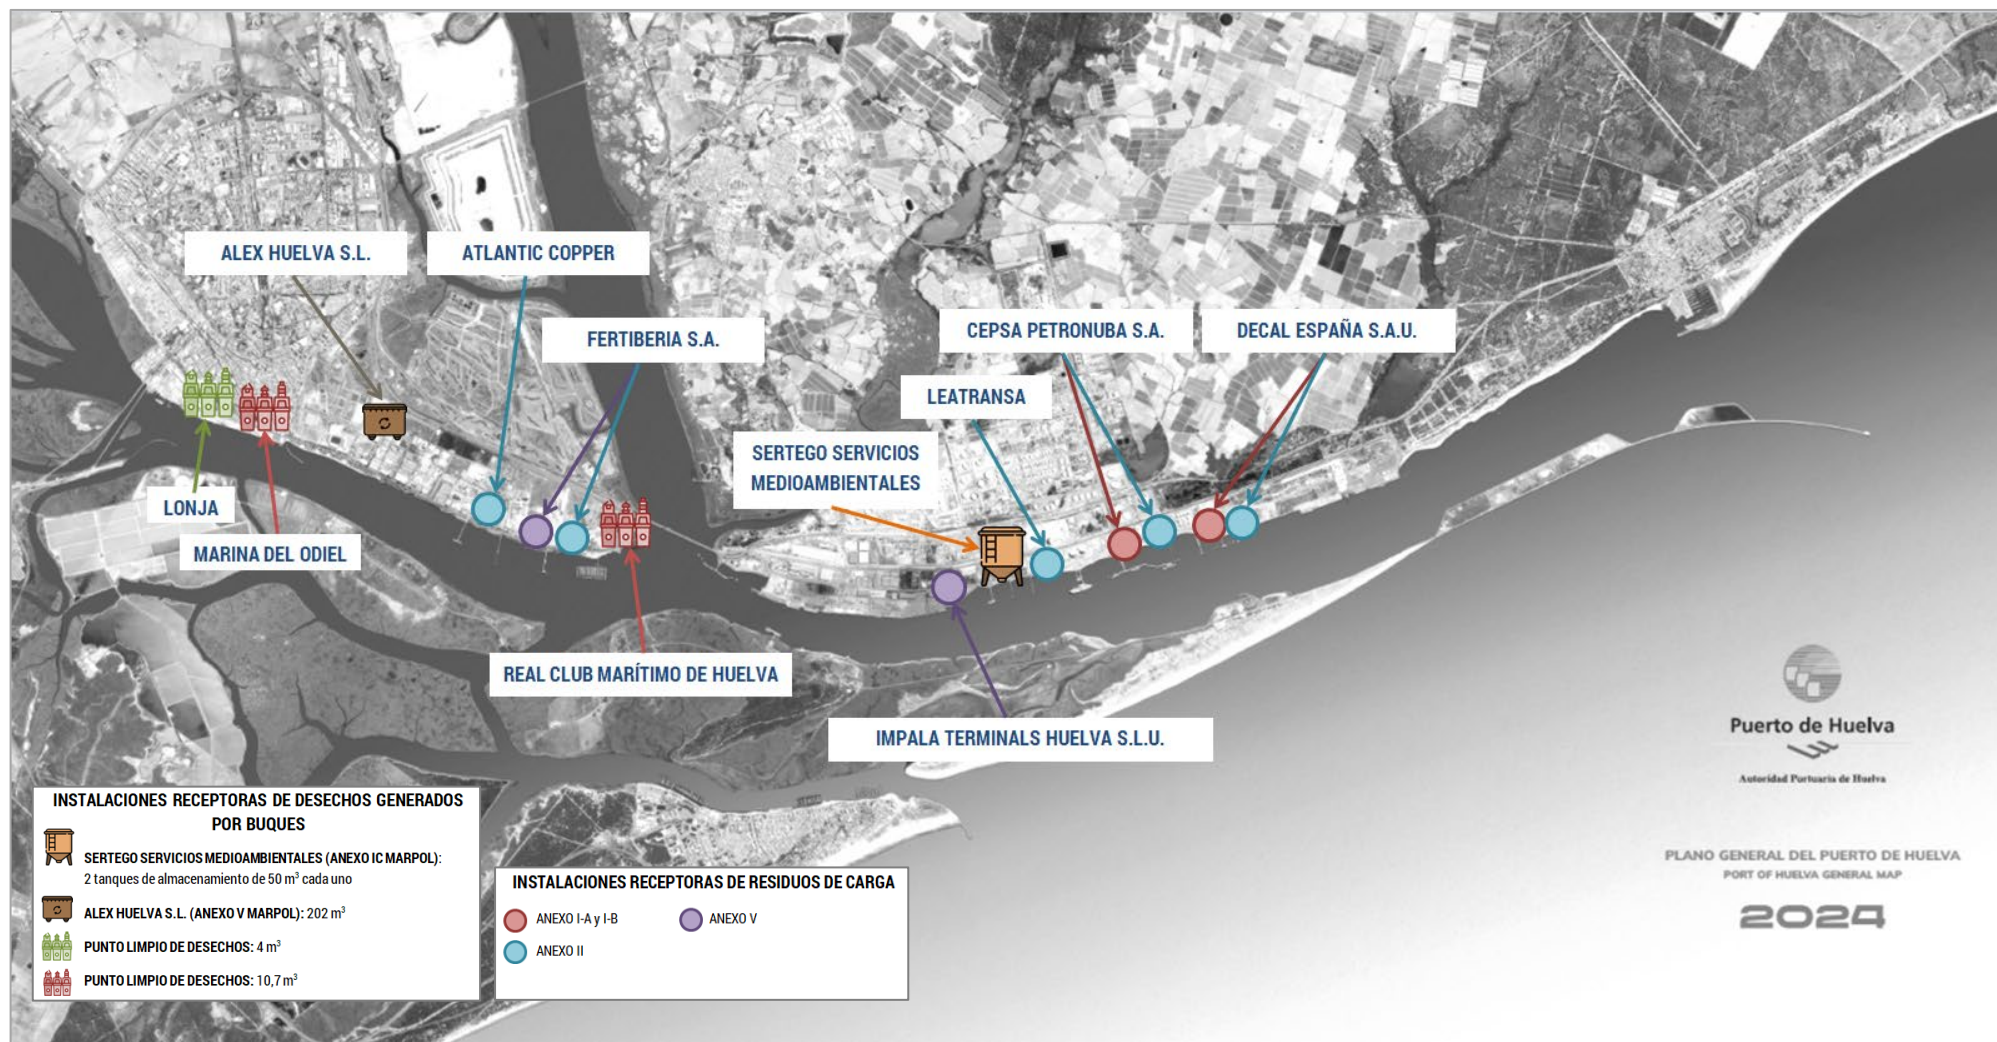 ALEX HUELVA S.L.
ATLANTIC COPPER
FERTIBERIA S.A.
CEPSA PETRONUBA S.A.
DECAL ESPAÑA S.A.U.
LEATRANSA
SERTEGO SERVICIOS
MEDIOAMBIENTALES
LONJA
MARINA DEL ODIEL
REAL CLUB MARÍTIMO DE HUELVA
IMPALA TERMINALS HUELVA S.L.U.
Puerto de Huelva
Autoridad Portuaria de Huelva
PLANO GENERAL DEL PUERTO DE HUELVA
PORT OF HUELVA GENERAL MAP
2024
INSTALACIONES RECEPTORAS DE DESECHOS GENERADOS
POR BUQUES
SERTEGO SERVICIOS MEDIOAMBIENTALES (ANEXO IC MARPOL):
2 tanques de almacenamiento de 50 m³ cada uno
ALEX HUELVA S.L. (ANEXO V MARPOL): 202 m³
PUNTO LIMPIO DE DESECHOS: 4 m³
PUNTO LIMPIO DE DESECHOS: 10,7 m³
INSTALACIONES RECEPTORAS DE RESIDUOS DE CARGA
ANEXO I-A y I-B
ANEXO V
ANEXO II